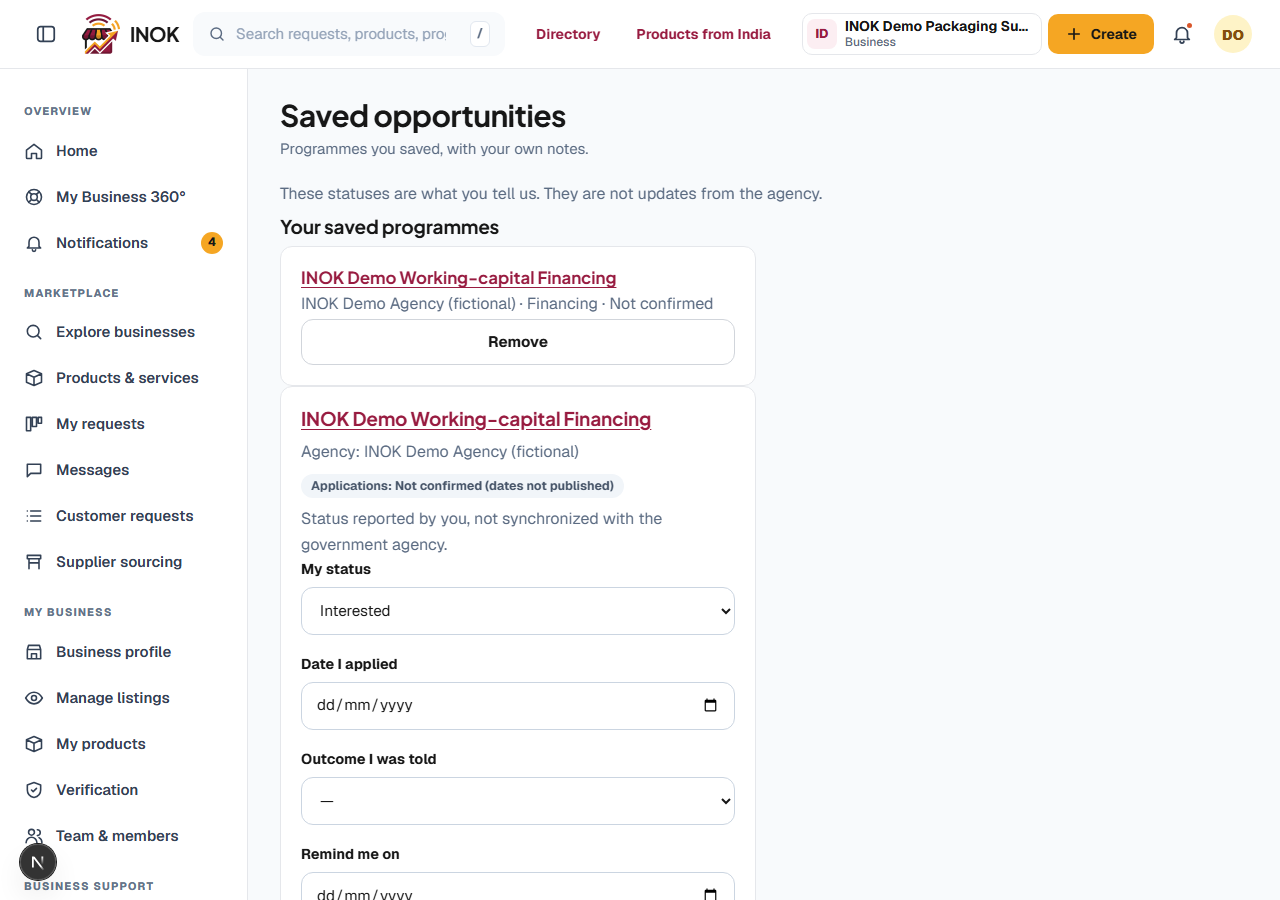 INOK
Search requests, products, prog
/
Directory
Products from India
ID
INOK Demo Packaging Su...
Business
Create
DO
OVERVIEW
Home
My Business 360°
Notifications
4
MARKETPLACE
Explore businesses
Products & services
My requests
Messages
Customer requests
Supplier sourcing
MY BUSINESS
Business profile
Manage listings
My products
Verification
Team & members
N
BUSINESS SUPPORT
Saved opportunities
Programmes you saved, with your own notes.
These statuses are what you tell us. They are not updates from the agency.
Your saved programmes
INOK Demo Working-capital Financing
INOK Demo Agency (fictional) · Financing · Not confirmed
Remove
INOK Demo Working-capital Financing
Agency: INOK Demo Agency (fictional)
Applications: Not confirmed (dates not published)
Status reported by you, not synchronized with the
government agency.
My status
Interested
Date I applied
dd/mm/yyyy
Outcome I was told
—
Remind me on
dd/mm/yyyy